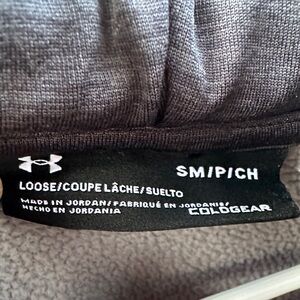 SM/P/CH
LOOSE/COUPE LÂCHE/SUELTO
MADE IN JORDAN/FABRIQUÉ EN JORDANIE/
HECHO EN JORDANIA
COLDGEAR